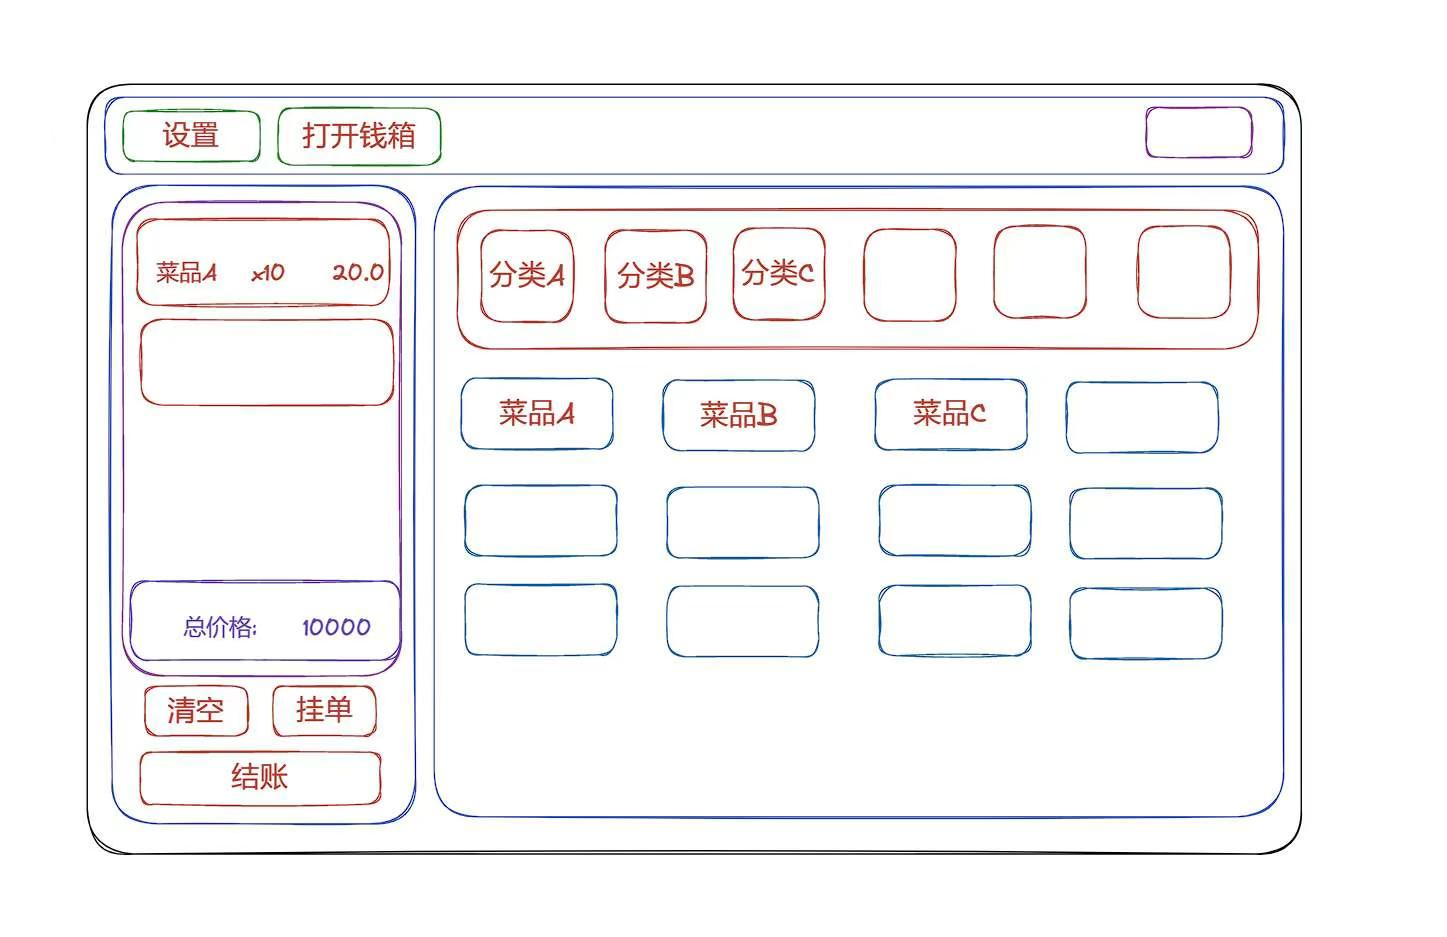 设置 打开钱箱
菜品A x10 20.0
总价格: 10000
清空 挂单
结账
分类A 分类B 分类C
菜品A 菜品B 菜品C